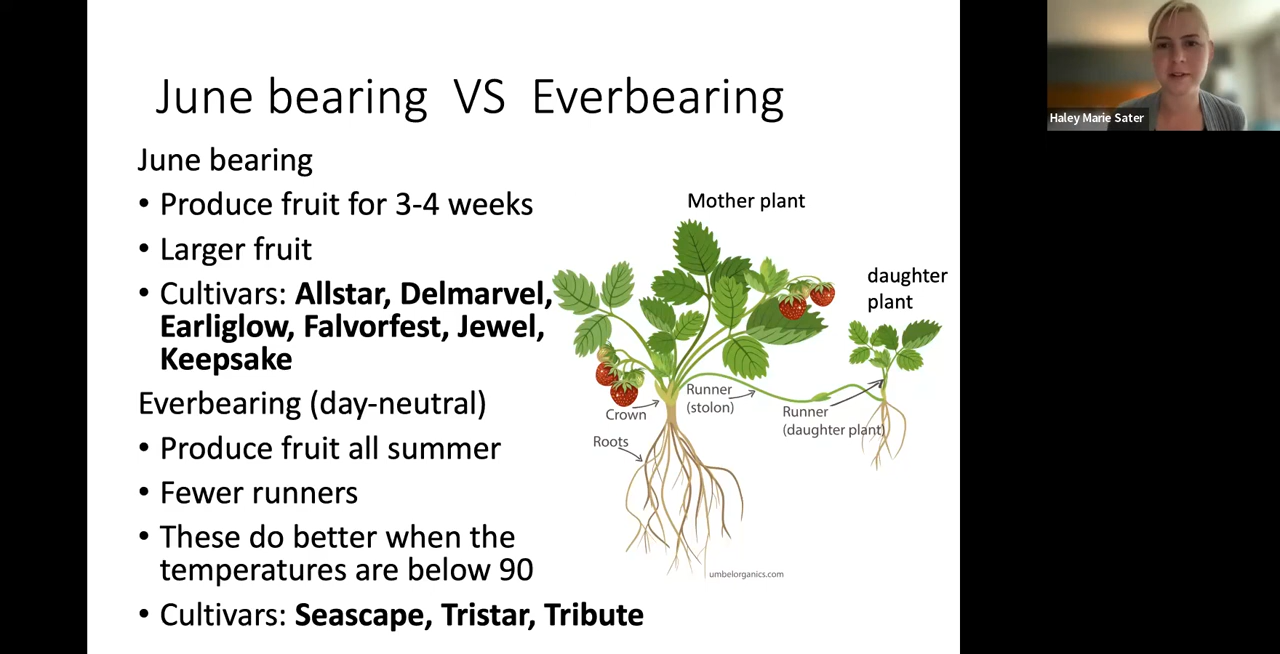 June bearing VS Everbearing
June bearing
• Produce fruit for 3-4 weeks
• Larger fruit
• Cultivars: Allstar, Delmarvel,
Earliglow, Falvorfest, Jewel,
Keepsake
Everbearing (day-neutral)
• Produce fruit all summer
• Fewer runners
• These do better when the
temperatures are below 90
• Cultivars: Seascape, Tristar, Tribute
Mother plant
daughter
plant
Crown
Runner
(stolon)
Runner
(daughter plant)
Roots
umbelorganics.com
Haley Marie Sater